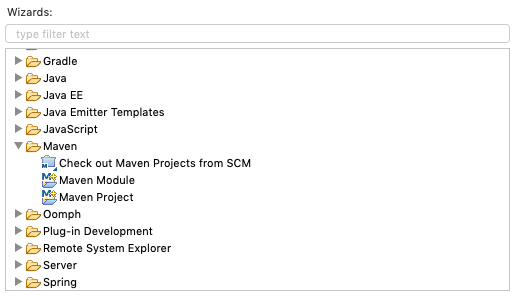 Wizards:
type filter text
Gradle
Java
Java EE
Java Emitter Templates
JavaScript
Maven
Check out Maven Projects from SCM
Maven Module
Maven Project
Oomph
Plug-in Development
Remote System Explorer
Server
Spring